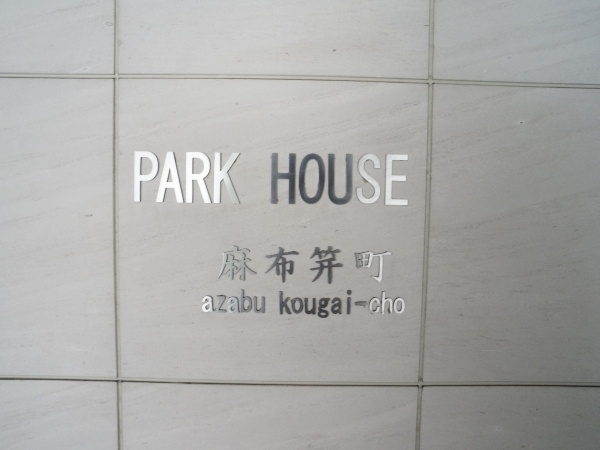 PARK HOUSE
麻布笄町
azabu kougai-cho